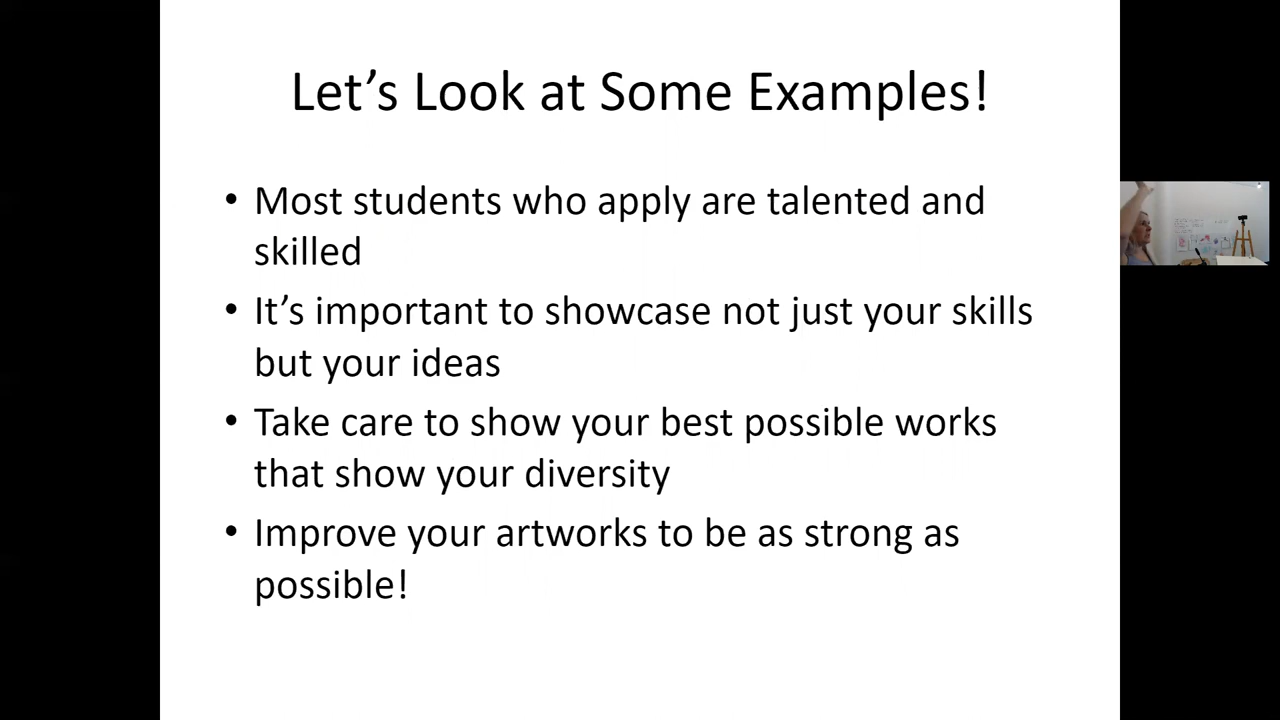 Let’s Look at Some Examples!
• Most students who apply are talented and
skilled
• It’s important to showcase not just your skills
but your ideas
• Take care to show your best possible works
that show your diversity
• Improve your artworks to be as strong as
possible!